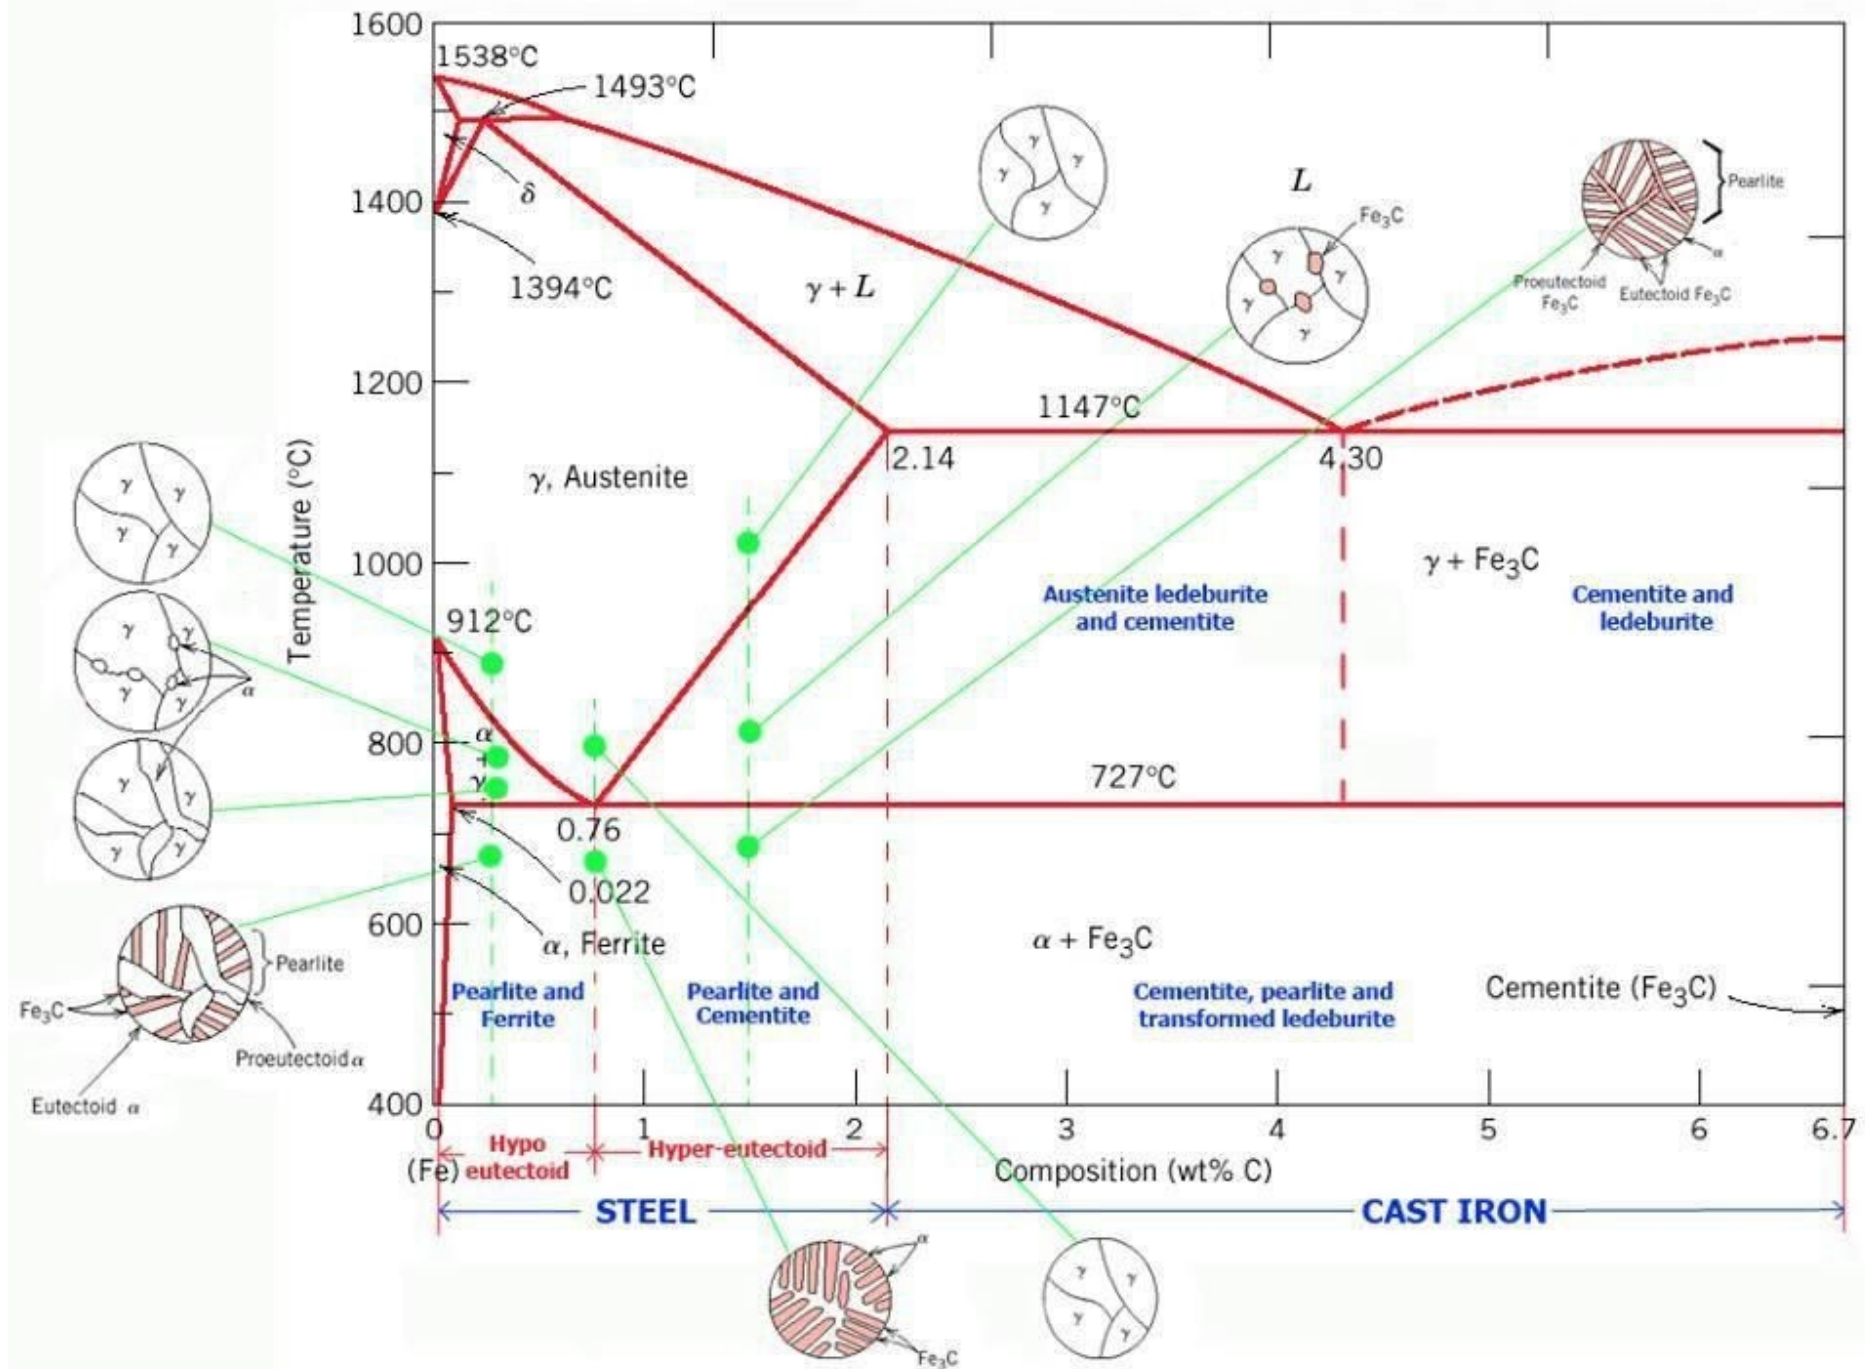 1600
1538°C
1493°C
1400
δ
1394°C
γ + L
L
γ
γ
γ
γ
Fe₃C
γ
γ
γ
γ
Pearlite
α
Proeutectoid
Fe₃C
Eutectoid Fe₃C
1200
1147°C
2.14
4.30
Temperature (°C)
γ, Austenite
1000
γ + Fe₃C
Austenite ledeburite
and cementite
Cementite and
ledeburite
912°C
γ
γ
γ
γ
γ
γ
γ
γ
α
γ
γ
γ
γ
800
α
+
γ
727°C
0.76
0.022
600
α, Ferrite
α + Fe₃C
Cementite (Fe₃C)
Pearlite and
Ferrite
Pearlite and
Cementite
Cementite, pearlite and
transformed ledeburite
Pearlite
Fe₃C
Proeutectoid α
Eutectoid α
400
0
1
2
3
4
5
6
6.7
(Fe)
Hypo
eutectoid
Hyper-eutectoid
Composition (wt% C)
STEEL
CAST IRON
α
Fe₃C
γ
γ
γ
γ